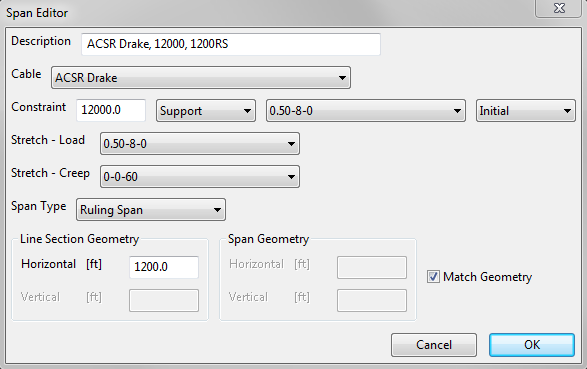 Span Editor
Description ACSR Drake, 12000, 1200RS
Cable ACSR Drake
Constraint 12000.0 Support 0.50-8-0 Initial
Stretch - Load 0.50-8-0
Stretch - Creep 0-0-60
Span Type Ruling Span
Line Section Geometry Span Geometry
Horizontal [ft] 1200.0 Horizontal [ft] Match Geometry
Vertical [ft] Vertical [ft]
Cancel OK